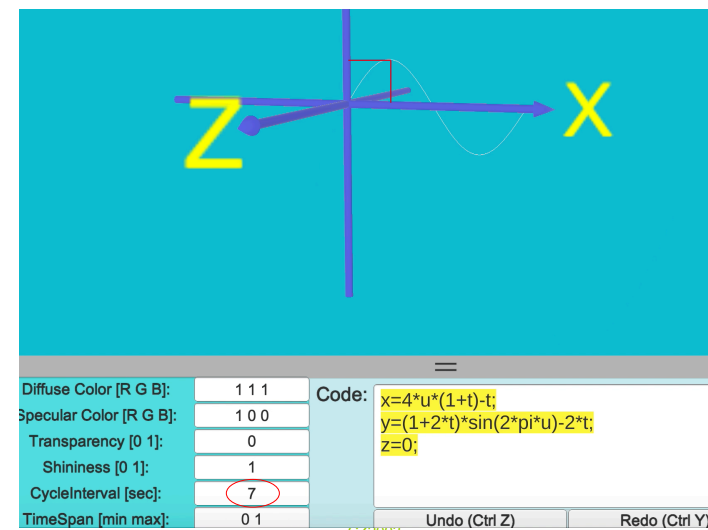 Z
X
Diffuse Color [R G B]:
1 1 1
Specular Color [R G B]:
1 0 0
Transparency [0 1]:
0
Shininess [0 1]:
1
CycleInterval [sec]:
7
TimeSpan [min max]:
0 1
Code:
x=4*u*(1+t)-t;
y=(1+2*t)*sin(2*pi*u)-2*t;
z=0;
Undo (Ctrl Z)
Redo (Ctrl Y)